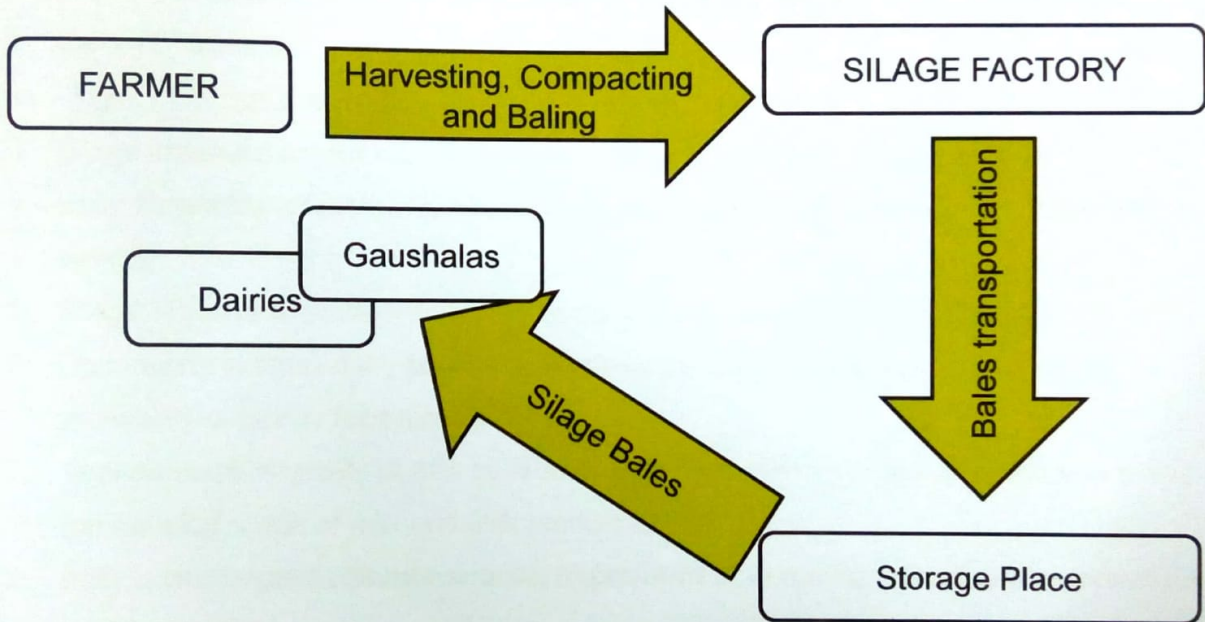 FARMER
Harvesting, Compacting
and Baling
SILAGE FACTORY
Bales transportation
Gaushalas
Dairies
Silage Bales
Storage Place